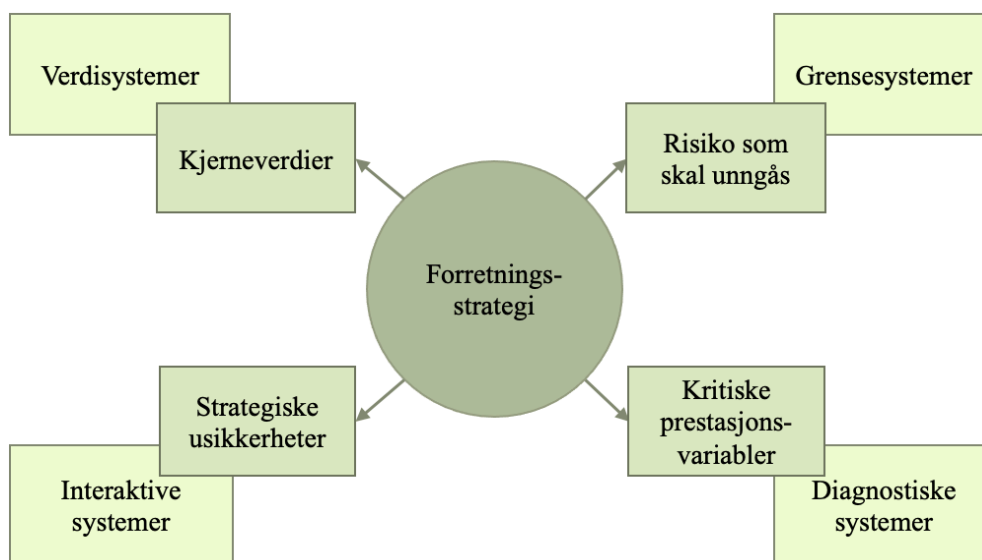 Verdisystemer
Kjerneverdier
Grensesystemer
Risiko som
skal unngås
Forretnings-
strategi
Strategiske
usikkerheter
Interaktive
systemer
Kritiske
prestasjons-
variabler
Diagnostiske
systemer